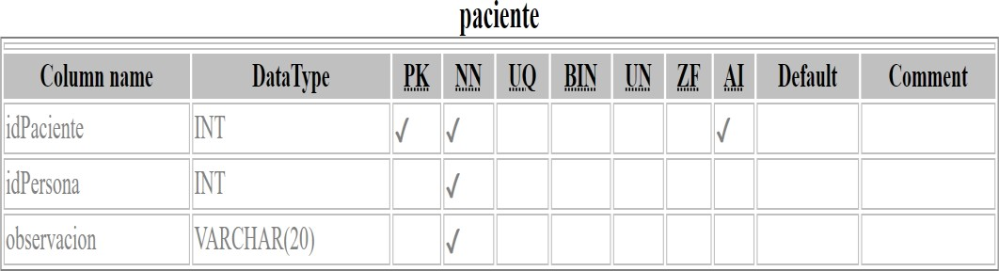 paciente
Column name DataType PK NN UQ BIN UN ZF AI Default Comment
idPaciente INT ✓ ✓ ✓
idPersona INT ✓
observacion VARCHAR(20) ✓